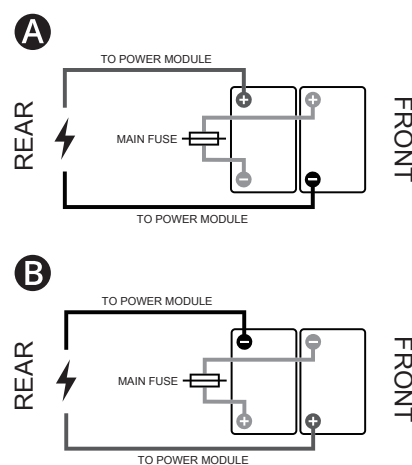 A
TO POWER MODULE
REAR
MAIN FUSE
FRONT
+
+
−
−
TO POWER MODULE
B
TO POWER MODULE
REAR
MAIN FUSE
FRONT
−
−
+
+
TO POWER MODULE